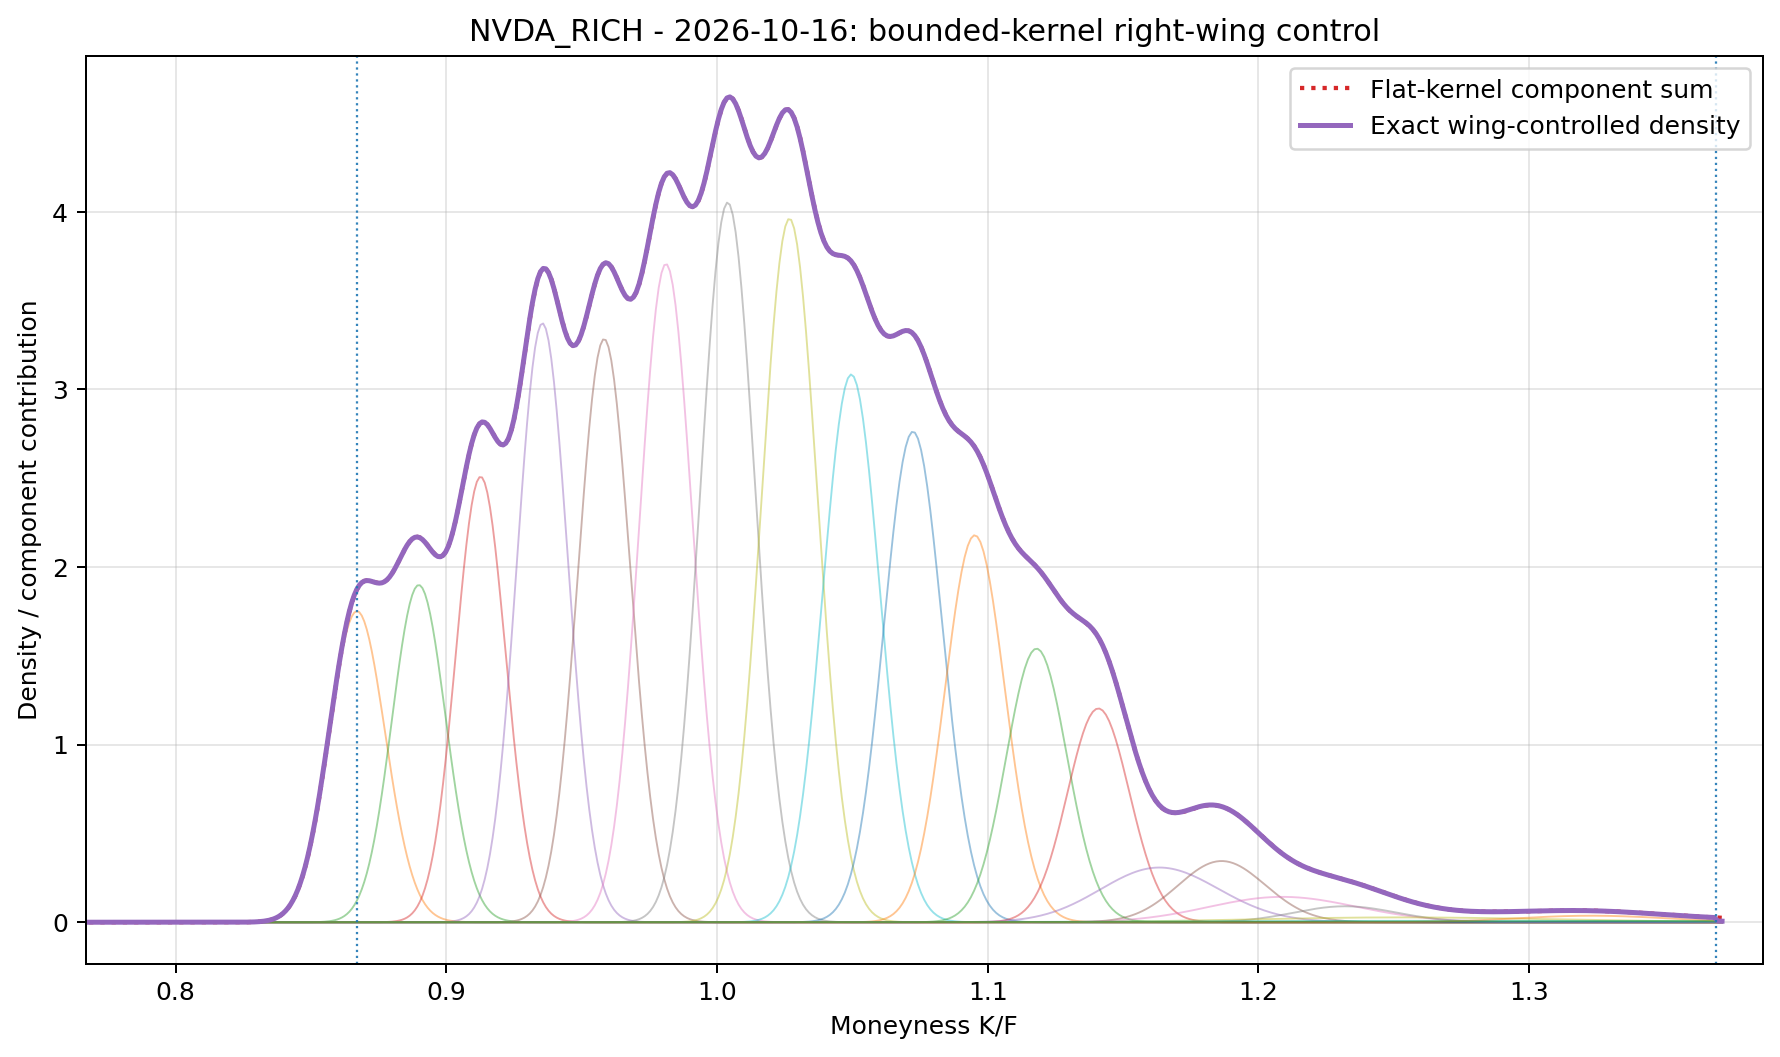 NVDA_RICH - 2026-10-16: bounded-kernel right-wing control
Flat-kernel component sum
Exact wing-controlled density
Density / component contribution
4
3
2
1
0
0.8 0.9 1.0 1.1 1.2 1.3
Moneyness K/F